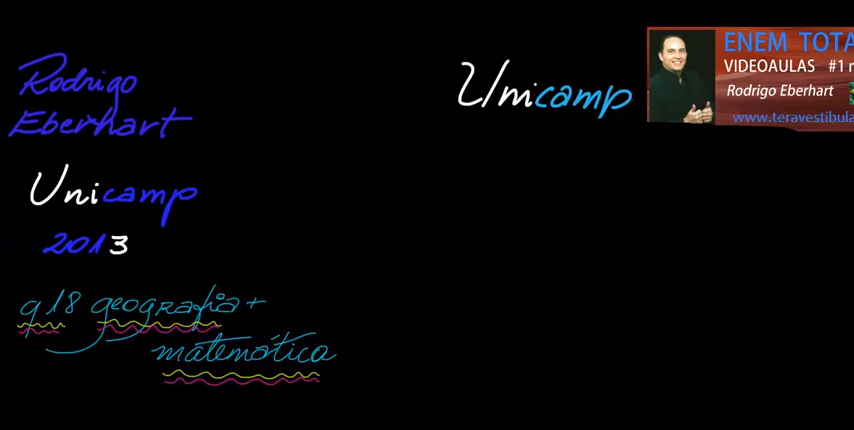 Rodrigo
Eberhart
Unicamp
2013
q18 geografia +
matemática
Unicamp
ENEM TOTA
VIDEOAULAS #1 n
Rodrigo Eberhart
www.teravestibula